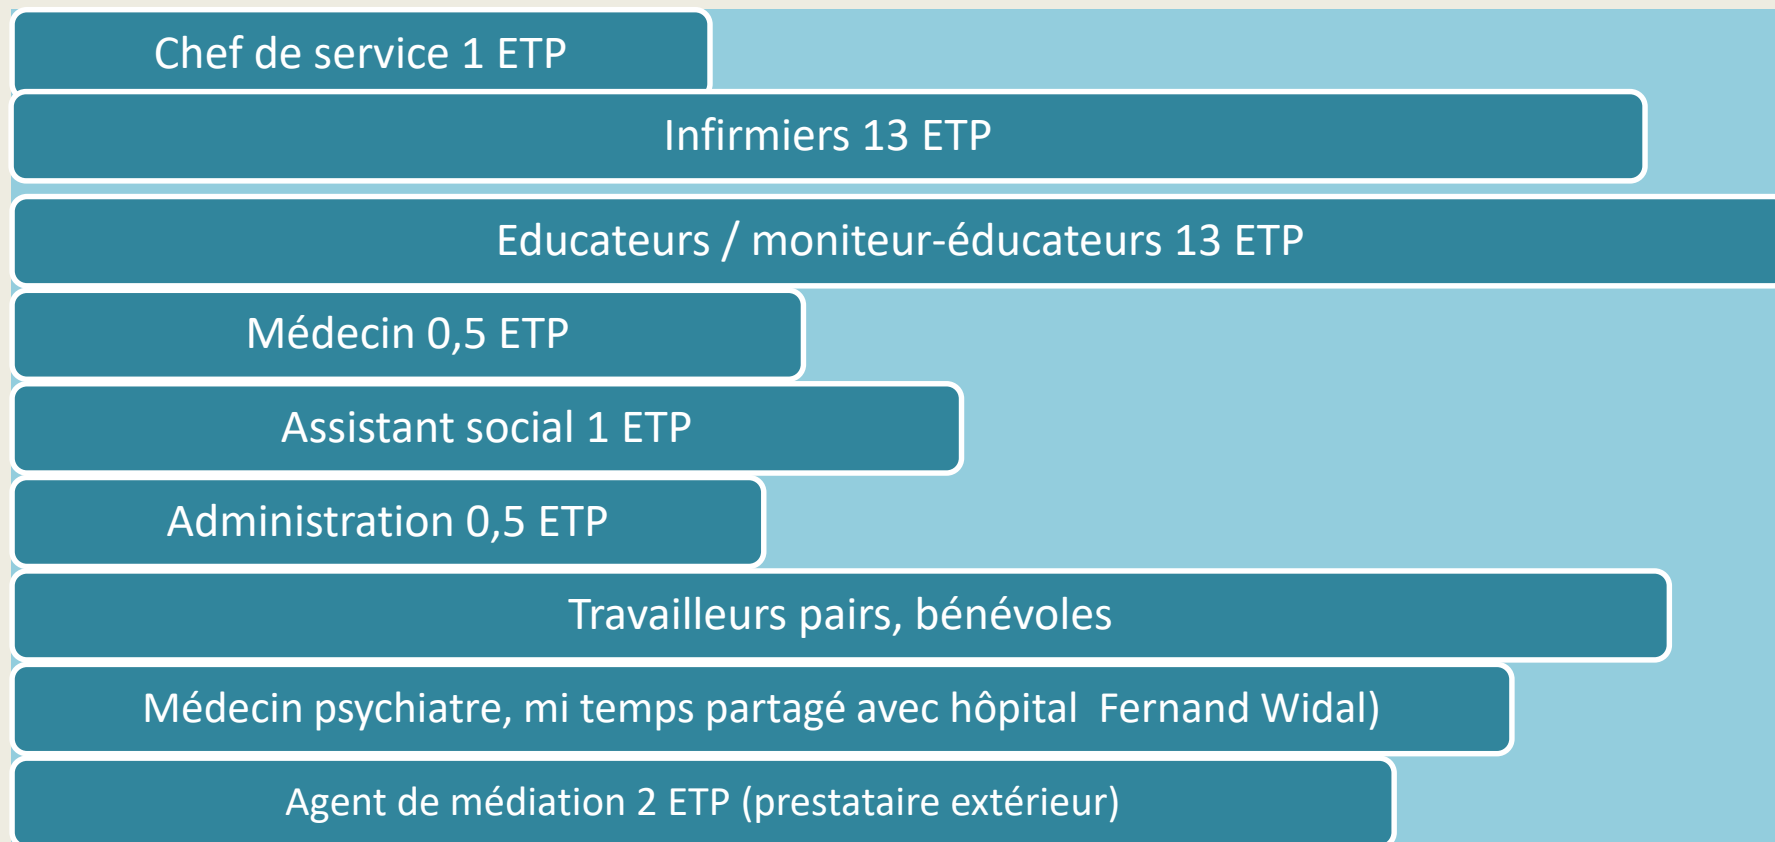 Chef de service 1 ETP
Infirmiers 13 ETP
Educateurs / moniteur-éducateurs 13 ETP
Médecin 0,5 ETP
Assistant social 1 ETP
Administration 0,5 ETP
Travailleurs pairs, bénévoles
Médecin psychiatre, mi temps partagé avec hôpital  Fernand Widal)
Agent de médiation 2 ETP (prestataire extérieur)